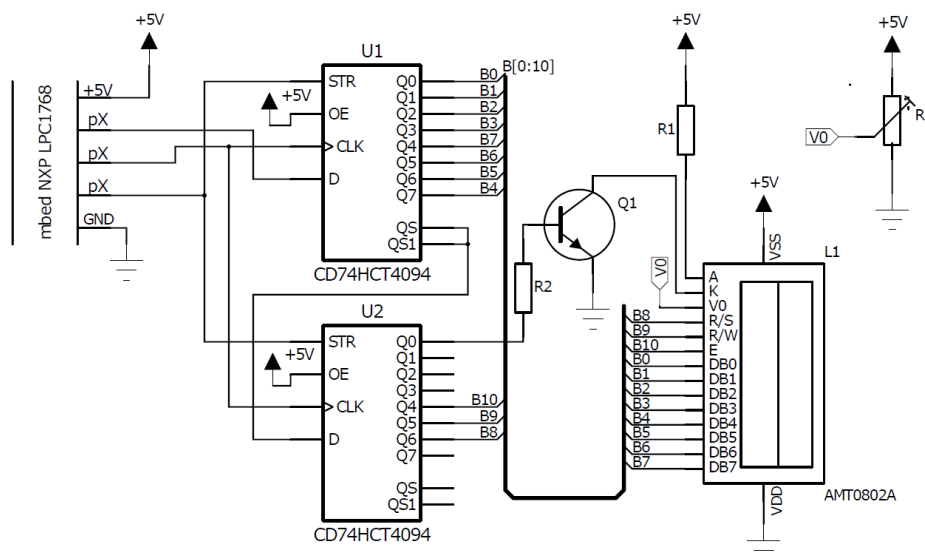 +5V
+5V
+5V
mbed NXP LPC1768
+5V
pX
pX
pX
GND
U1
STR
+5V
OE
CLK
D
Q0
Q1
Q2
Q3
Q4
Q5
Q6
Q7
QS
QS1
CD74HCT4094
B0
B1
B2
B3
B7
B6
B5
B4
B[0:10]
U2
STR
+5V
OE
CLK
D
Q0
Q1
Q2
Q3
Q4
Q5
Q6
Q7
QS
QS1
CD74HCT4094
B10
B9
B8
R2
Q1
R1
V0
R
+5V
VSS
L1
V0
A
K
V0
R/S
R/W
E
DB0
DB1
DB2
DB3
DB4
DB5
DB6
DB7
B8
B9
B10
B0
B1
B2
B3
B4
B5
B6
B7
VDD
AMT0802A